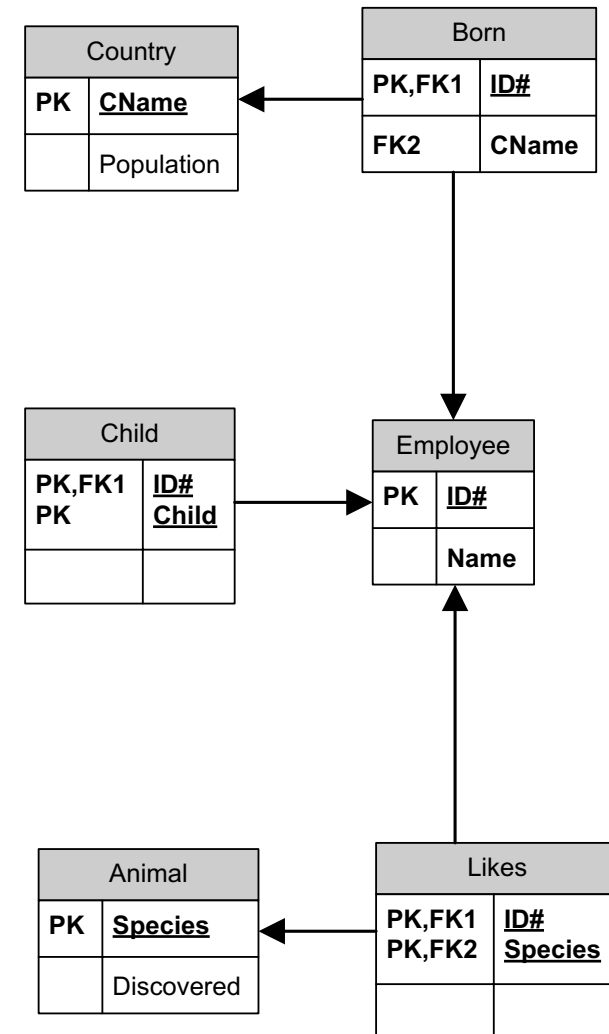 Country
PK CName
Population
Born
PK,FK1 ID#
FK2 CName
Child
PK,FK1 ID#
PK Child
Employee
PK ID#
Name
Animal
PK Species
Discovered
Likes
PK,FK1 ID#
PK,FK2 Species